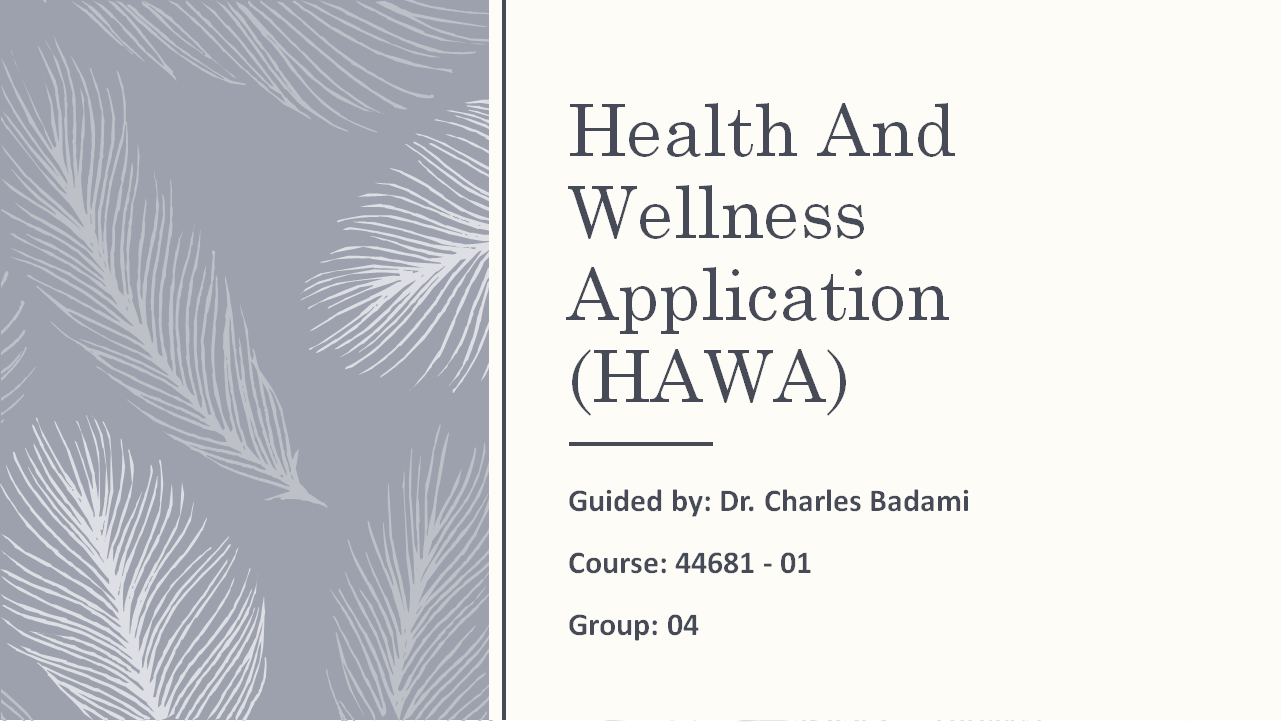 Health And
Wellness
Application
(HAWA)
Guided by: Dr. Charles Badami
Course: 44681 - 01
Group: 04